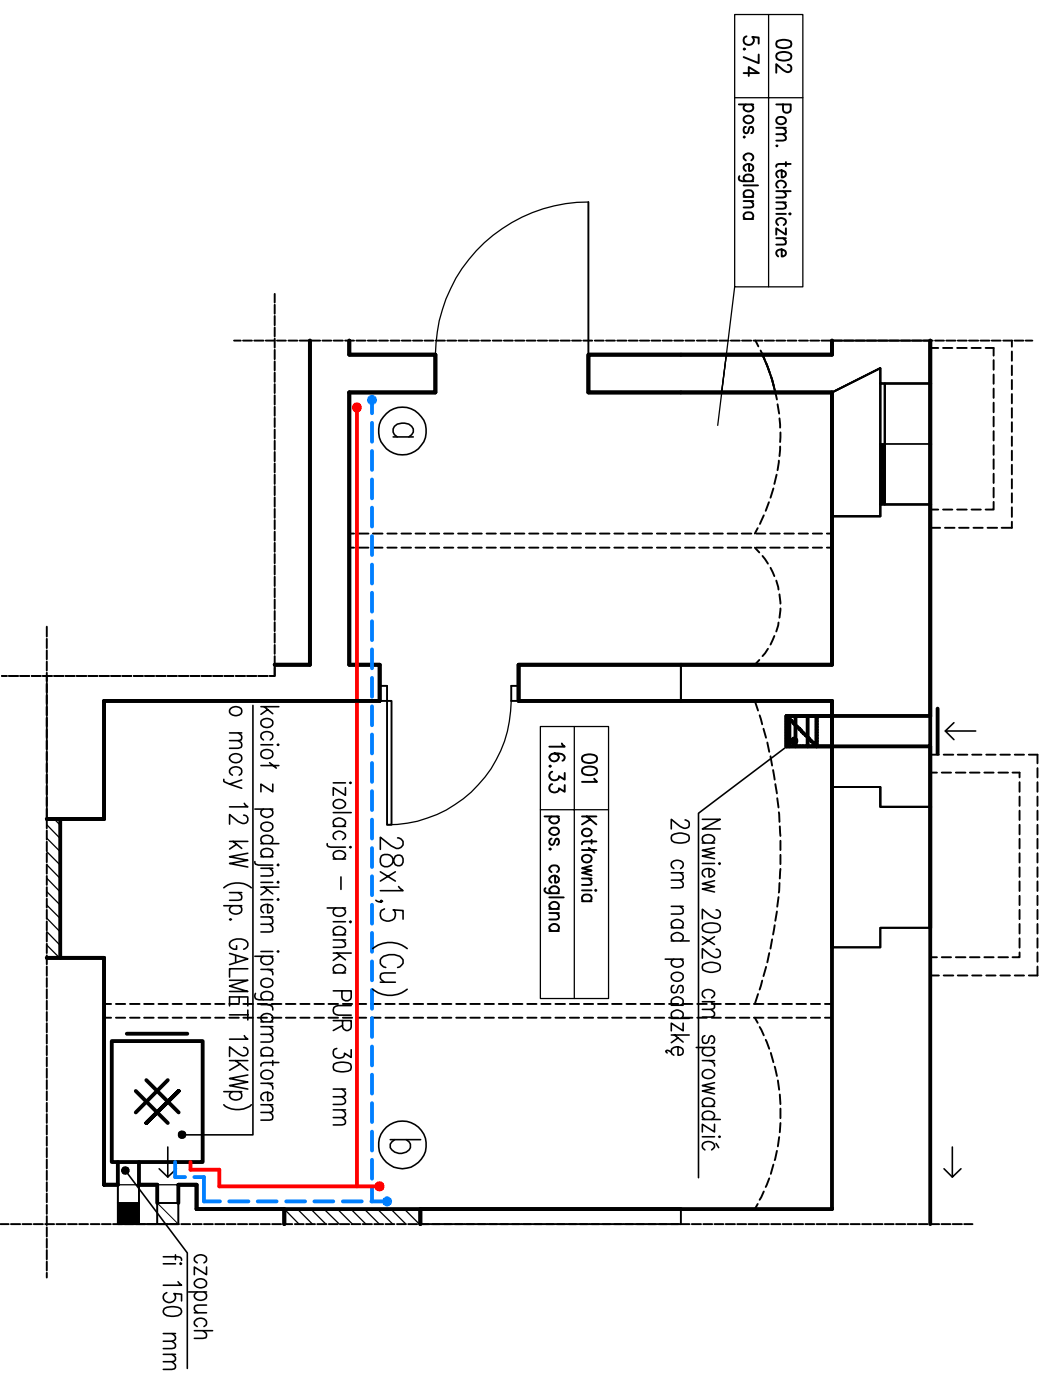 002 Pom. techniczne
5.74 pos. ceglana
a
Nawiew 20x20 cm sprowadzić
20 cm nad posadzkę
001 Kotłownia
16.33 pos. ceglana
28x1,5 (Cu)
izolacja – pianka PUR 30 mm
b
kocioł z podajnikiem iprogramatorem
o mocy 12 kW (np. GALMET 12KWp)
czopuch
fi 150 mm